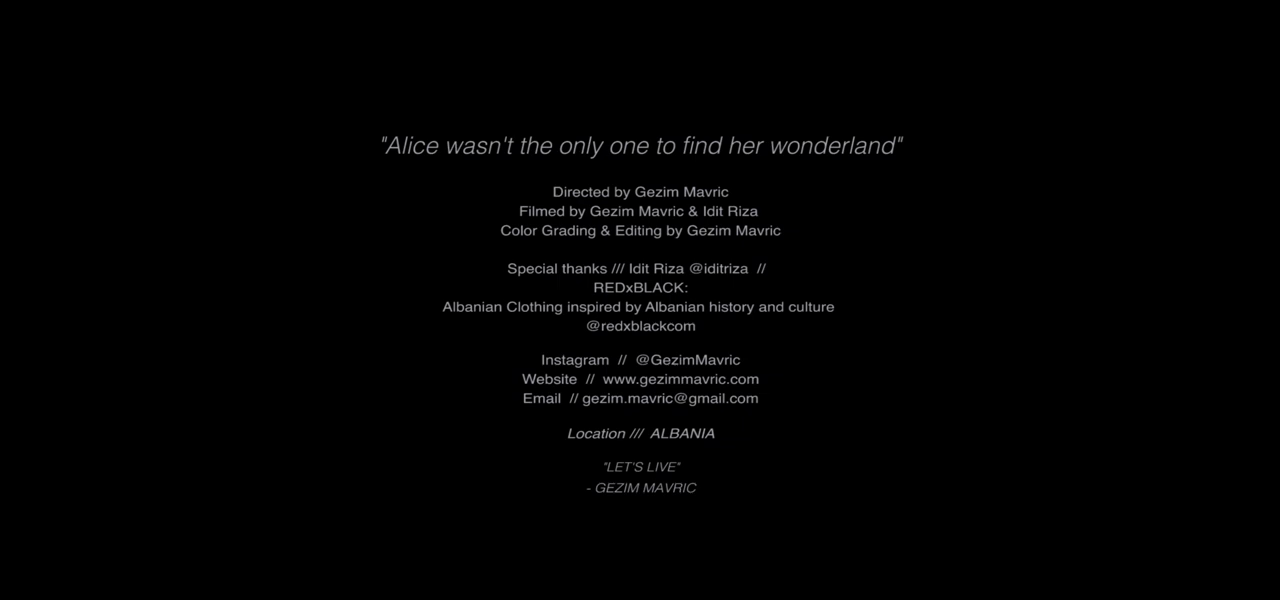 "Alice wasn't the only one to find her wonderland"
Directed by Gezim Mavric
Filmed by Gezim Mavric & Idit Riza
Color Grading & Editing by Gezim Mavric
Special thanks /// Idit Riza @iditriza //
REDxBLACK:
Albanian Clothing inspired by Albanian history and culture
@redxblackcom
Instagram // @GezimMavric
Website // www.gezimmavric.com
Email // gezim.mavric@gmail.com
Location /// ALBANIA
"LET'S LIVE"
- GEZIM MAVRIC